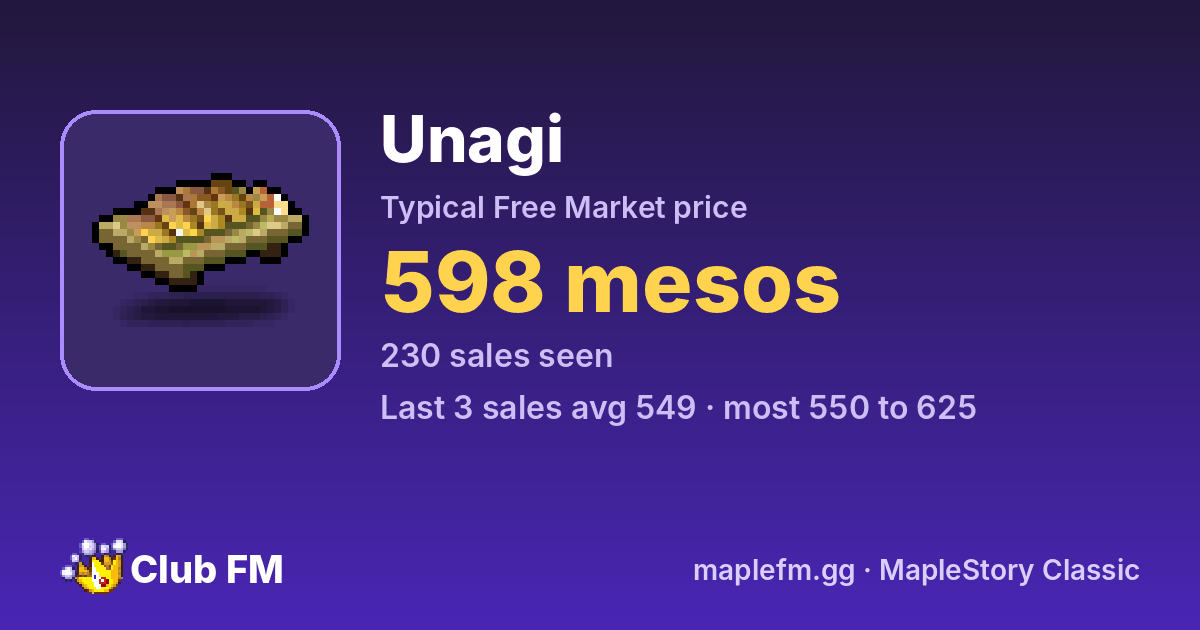 Unagi
Typical Free Market price
598 mesos
230 sales seen
Last 3 sales avg 549 · most 550 to 625
Club FM
maplefm.gg · MapleStory Classic